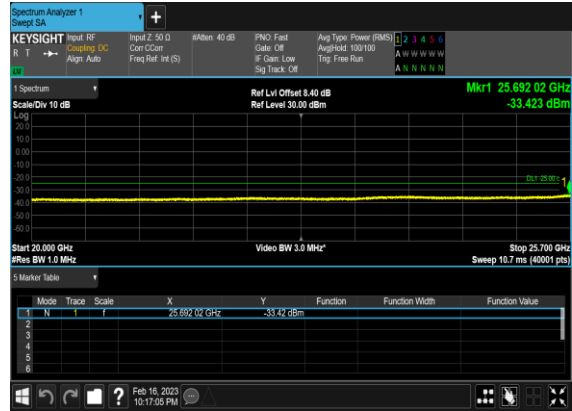 Spectrum Analyzer 1
Swept SA
+
KEYSIGHT Input: RF Input Z: 50 Ω #Atten: 40 dB PNO: Fast Avg Type: Power (RMS) 1 2 3 4 5 6
R T Coupling: DC Corr CCorr Gate: Off Avg|Hold: 100/100 A W W W W W
Align: Auto Freq Ref: Int (S) IF Gain: Low Trig: Free Run
Sig Track: Off A N N N N N
1 Spectrum Ref Lvl Offset 8.40 dB Mkr1 25.692 02 GHz
Scale/Div 10 dB Ref Level 30.00 dBm -33.423 dBm
Log
20.0
10.0
0.00
-10.0
-20.0
DL1 -25.00 1
-30.0
-40.0
-50.0
-60.0
Start 20.000 GHz Video BW 3.0 MHz* Stop 25.700 GHz
#Res BW 1.0 MHz Sweep 10.7 ms (40001 pts)
5 Marker Table
Mode Trace Scale X Y Function Function Width Function Value
1 N 1 f 25.692 02 GHz -33.42 dBm
2
3
4
5
6
? Feb 16, 2023
10:17:05 PM